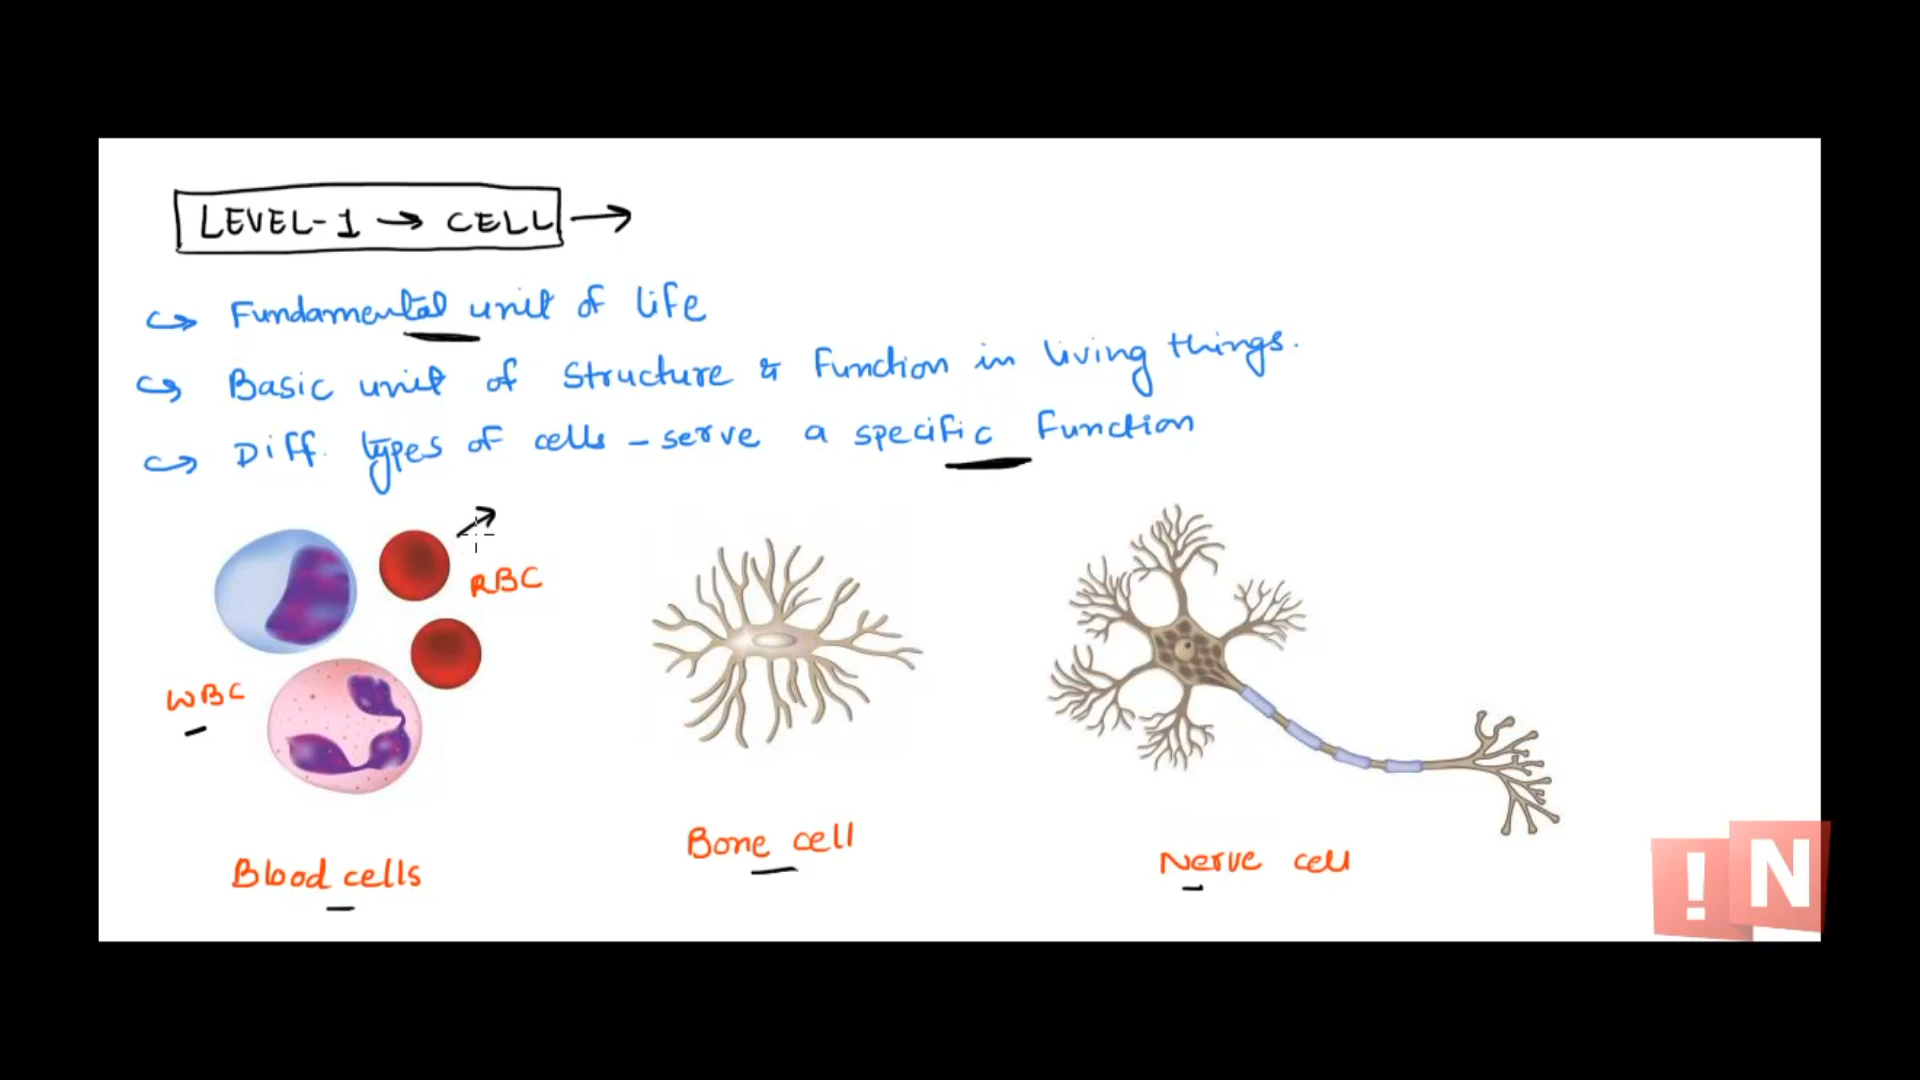 LEVEL-1 → CELL →
↪ Fundamental unit of life
↪ Basic unit of Structure & Function in living things.
↪ Diff. types of cells - serve a specific Function
RBC
WBC
Blood cells
Bone cell
Nerve cell
!N